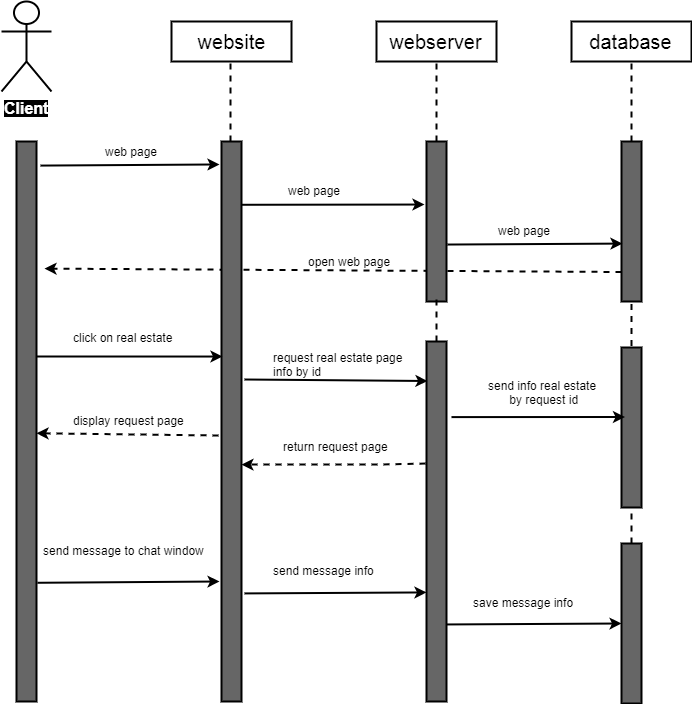 website
webserver
database
Client
web page
web page
web page
open web page
click on real estate
request real estate page
info by id
send info real estate
by request id
display request page
return request page
send message to chat window
send message info
save message info